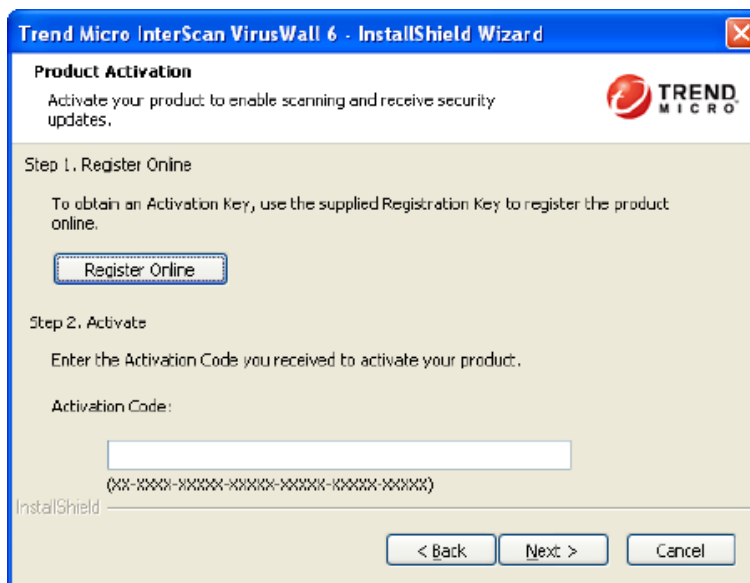 Trend Micro InterScan VirusWall 6 - InstallShield Wizard
Product Activation
Activate your product to enable scanning and receive security
updates.
TREND
MICRO
Step 1. Register Online
To obtain an Activation Key, use the supplied Registration Key to register the product
online.
Register Online
Step 2. Activate
Enter the Activation Code you received to activate your product.
Activation Code:
(XX-XXXX-XXXXX-XXXXX-XXXXX-XXXXX-XXXXX)
InstallShield
< Back
Next >
Cancel